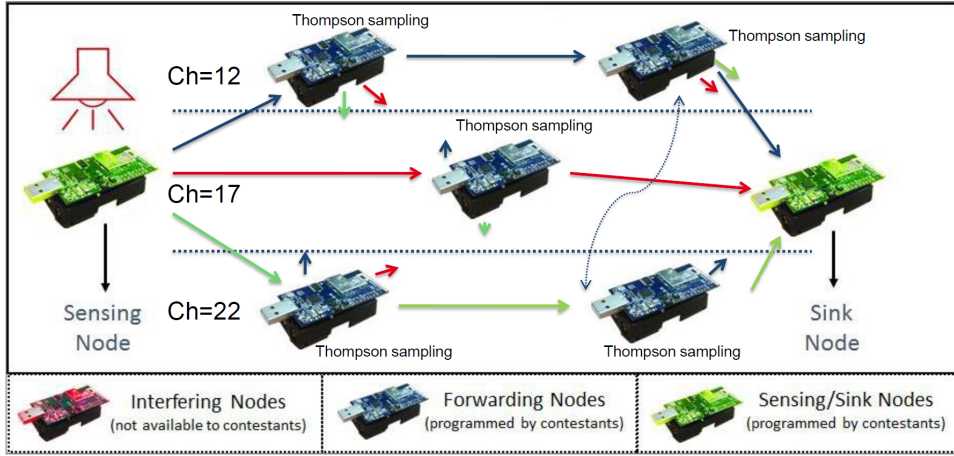 Thompson sampling
Thompson sampling
Ch=12
Thompson sampling
Ch=17
Ch=22
Sensing
Node
Sink
Node
Thompson sampling
Thompson sampling
Interfering Nodes
(not available to contestants)
Forwarding Nodes
(programmed by contestants)
Sensing/Sink Nodes
(programmed by contestants)